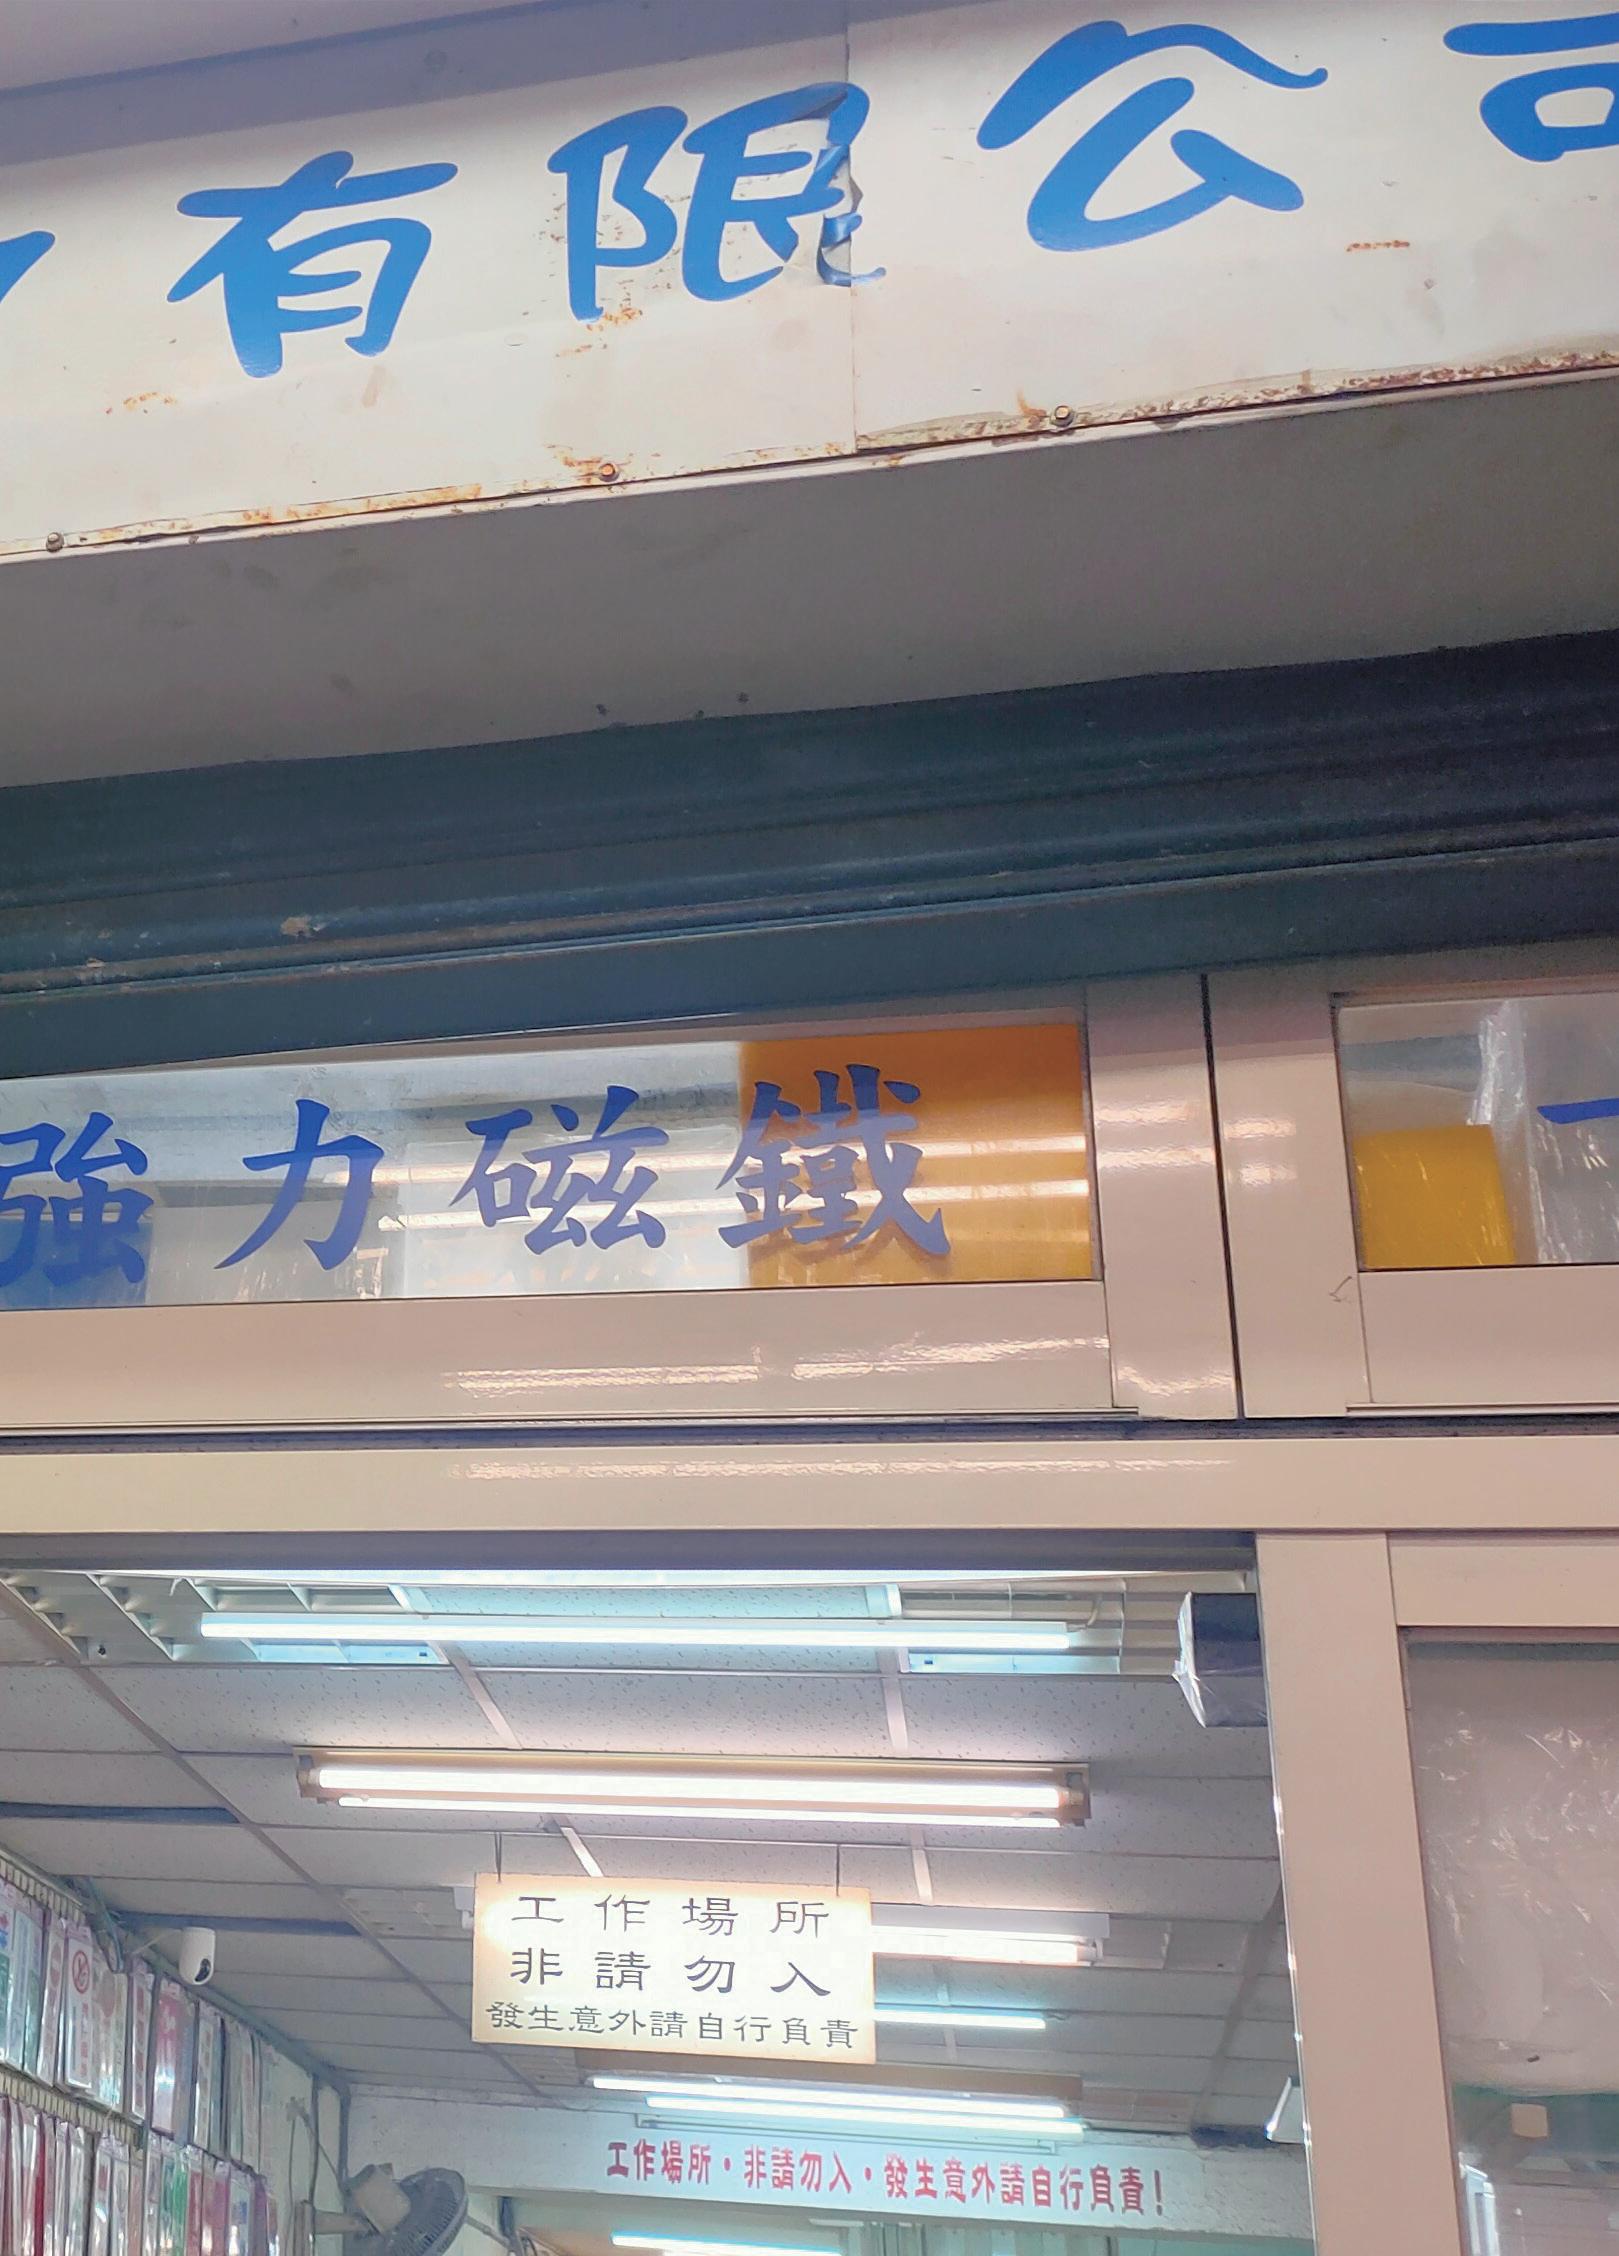 有限公司
強力磁鐵
工作場所
非請勿入
發生意外請自行負責
工作場所·非請勿入·發生意外請自行負責!